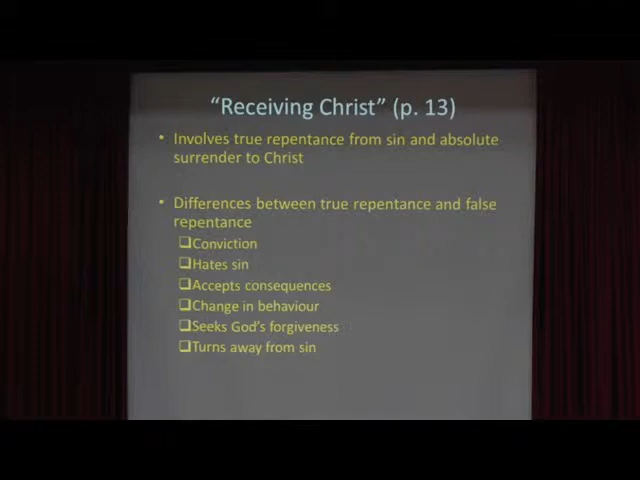 “Receiving Christ” (p. 13)
• Involves true repentance from sin and absolute
surrender to Christ
• Differences between true repentance and false
repentance
❑Conviction
❑Hates sin
❑Accepts consequences
❑Change in behaviour
❑Seeks God’s forgiveness
❑Turns away from sin